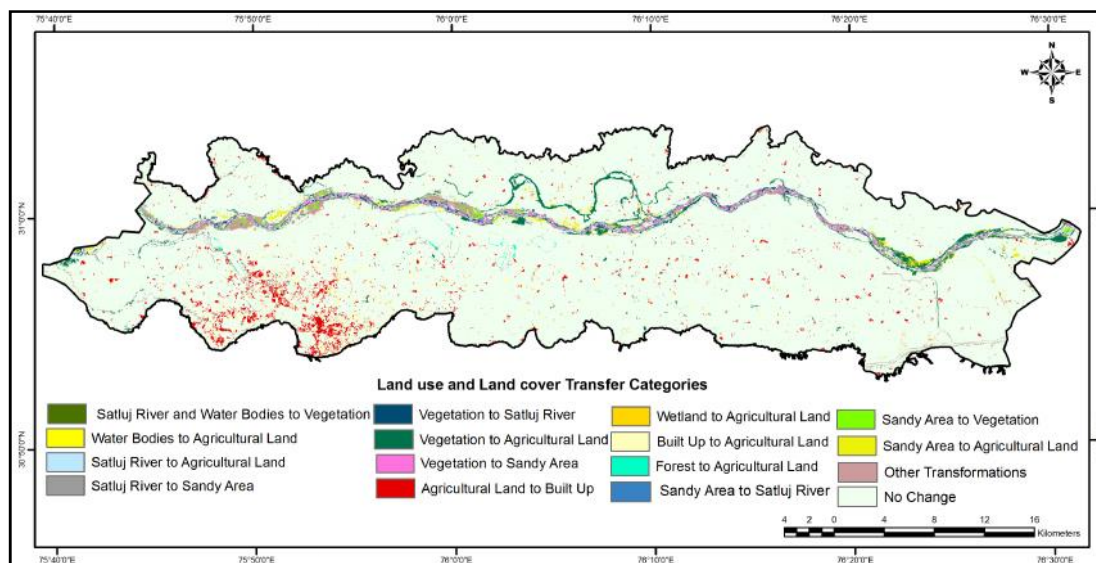 75°40'0"E 75°50'0"E 76°0'0"E 76°10'0"E 76°20'0"E 76°30'0"E
N
W E
S
31°0'0"N 31°0'0"N
Land use and Land cover Transfer Categories
Satluj River and Water Bodies to Vegetation
Water Bodies to Agricultural Land
Satluj River to Agricultural Land
Satluj River to Sandy Area
Vegetation to Satluj River
Vegetation to Agricultural Land
Vegetation to Sandy Area
Agricultural Land to Built Up
Wetland to Agricultural Land
Built Up to Agricultural Land
Forest to Agricultural Land
Sandy Area to Satluj River
Sandy Area to Vegetation
Sandy Area to Agricultural Land
Other Transformations
No Change
30°50'0"N 30°50'0"N
4 2 0 4 8 12 16
Kilometers
75°40'0"E 75°50'0"E 76°0'0"E 76°10'0"E 76°20'0"E 76°30'0"E